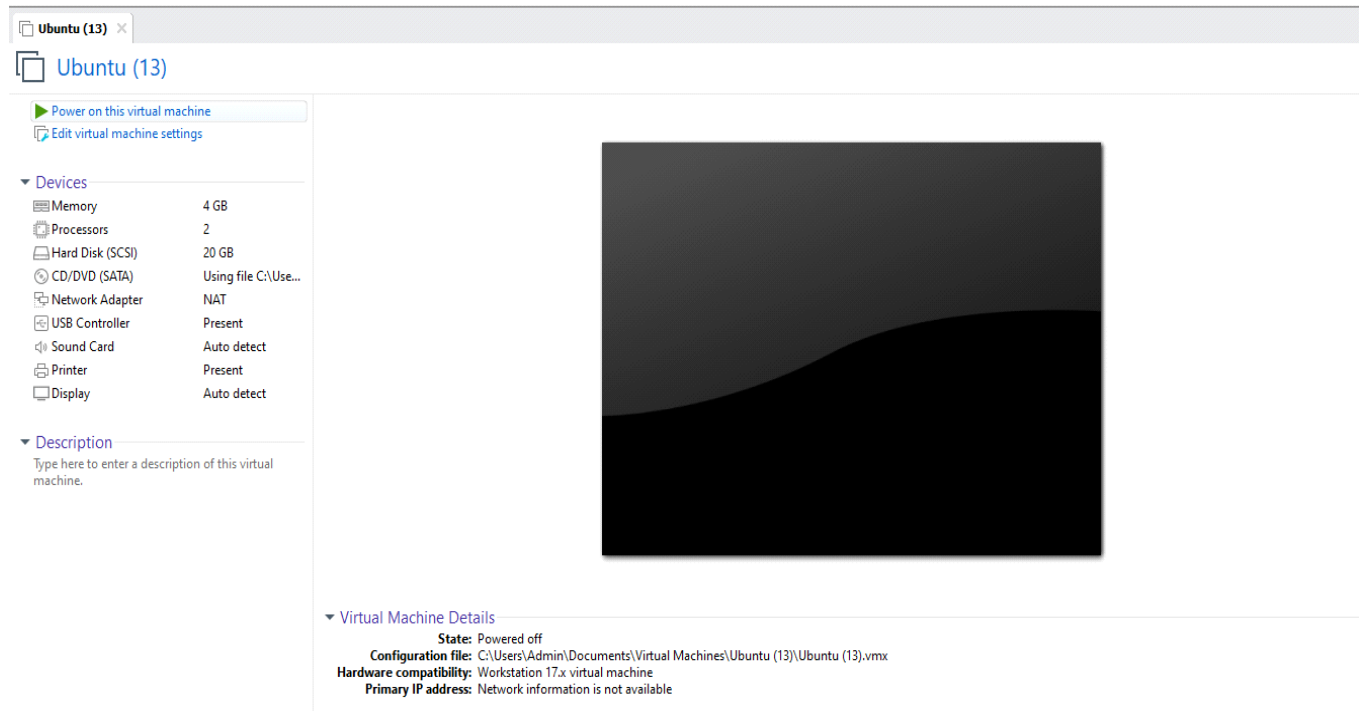 Ubuntu (13)
Ubuntu (13)
Power on this virtual machine
Edit virtual machine settings
Devices
Memory 4 GB
Processors 2
Hard Disk (SCSI) 20 GB
CD/DVD (SATA) Using file C:\Use...
Network Adapter NAT
USB Controller Present
Sound Card Auto detect
Printer Present
Display Auto detect
Description
Type here to enter a description of this virtual
machine.
Virtual Machine Details
State: Powered off
Configuration file: C:\Users\Admin\Documents\Virtual Machines\Ubuntu (13)\Ubuntu (13).vmx
Hardware compatibility: Workstation 17.x virtual machine
Primary IP address: Network information is not available